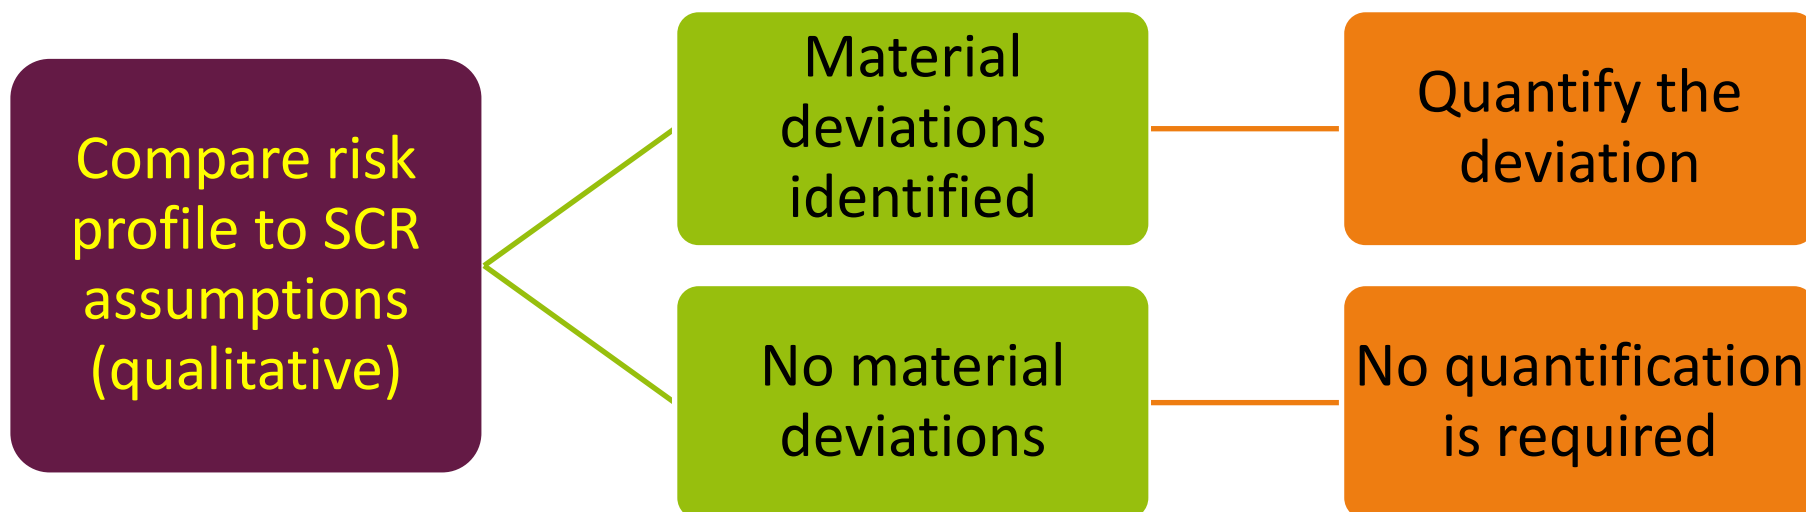 Compare risk
profile to SCR
assumptions
(qualitative)
Material
deviations
identified
Quantify the
deviation
No material
deviations
No quantification
is required